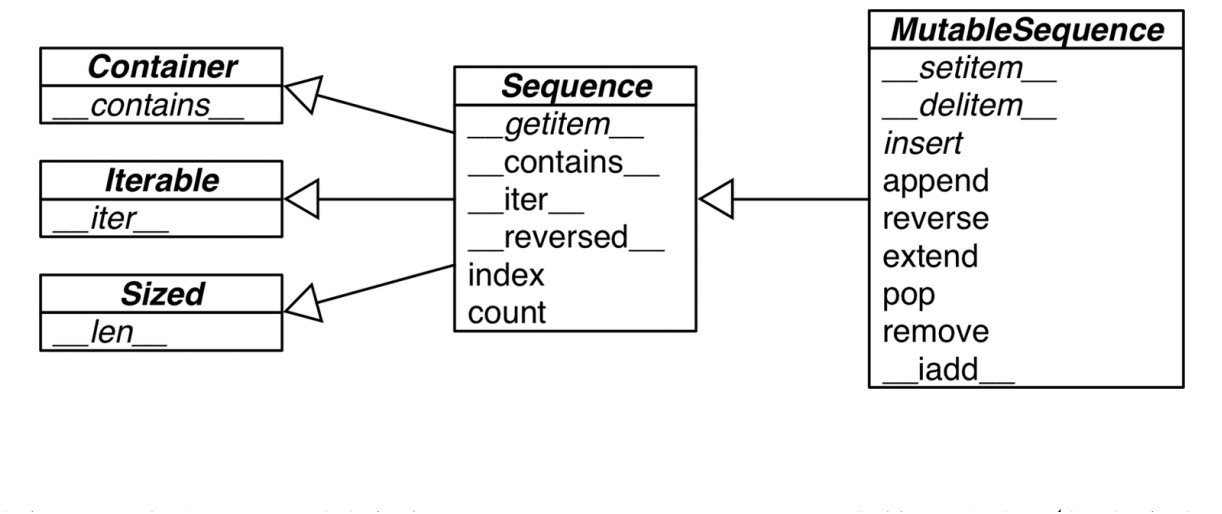 Container
__contains__
Iterable
__iter__
Sized
__len__
Sequence
__getitem__
__contains__
__iter__
__reversed__
index
count
MutableSequence
__setitem__
__delitem__
insert
append
reverse
extend
pop
remove
__iadd__